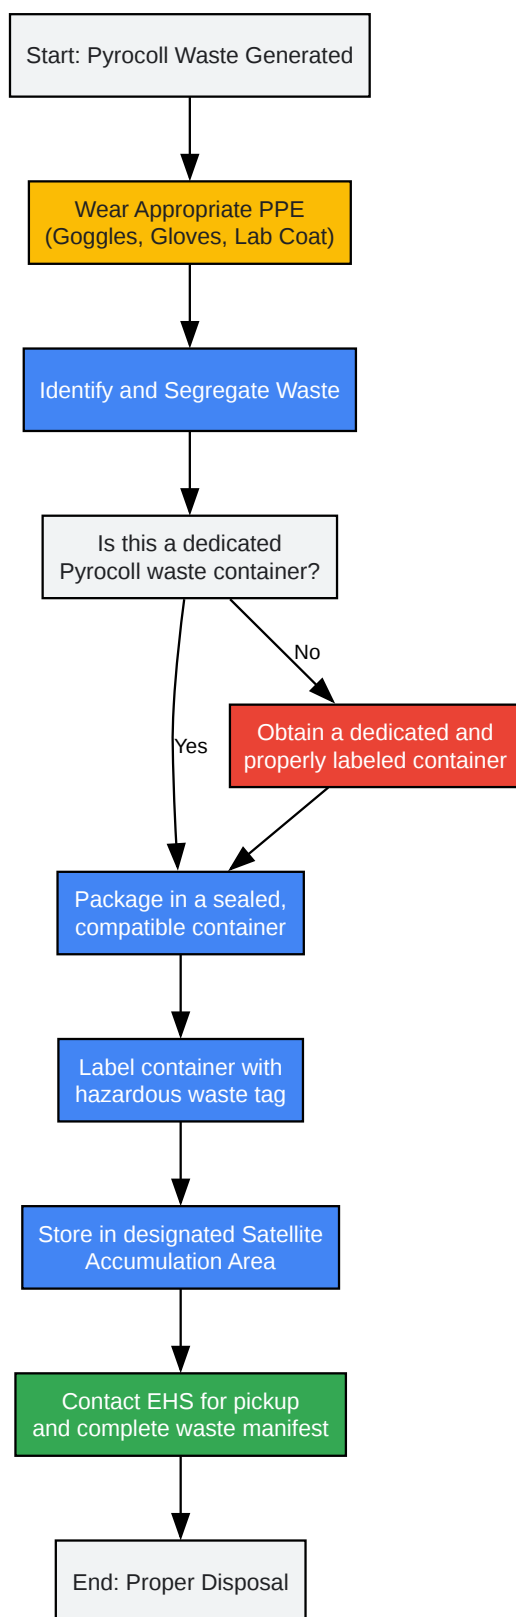 Start: Pyrocoll Waste Generated
Wear Appropriate PPE
(Goggles, Gloves, Lab Coat)
Identify and Segregate Waste
Is this a dedicated
Pyrocoll waste container?
No
Yes
Obtain a dedicated and
properly labeled container
Package in a sealed,
compatible container
Label container with
hazardous waste tag
Store in designated Satellite
Accumulation Area
Contact EHS for pickup
and complete waste manifest
End: Proper Disposal